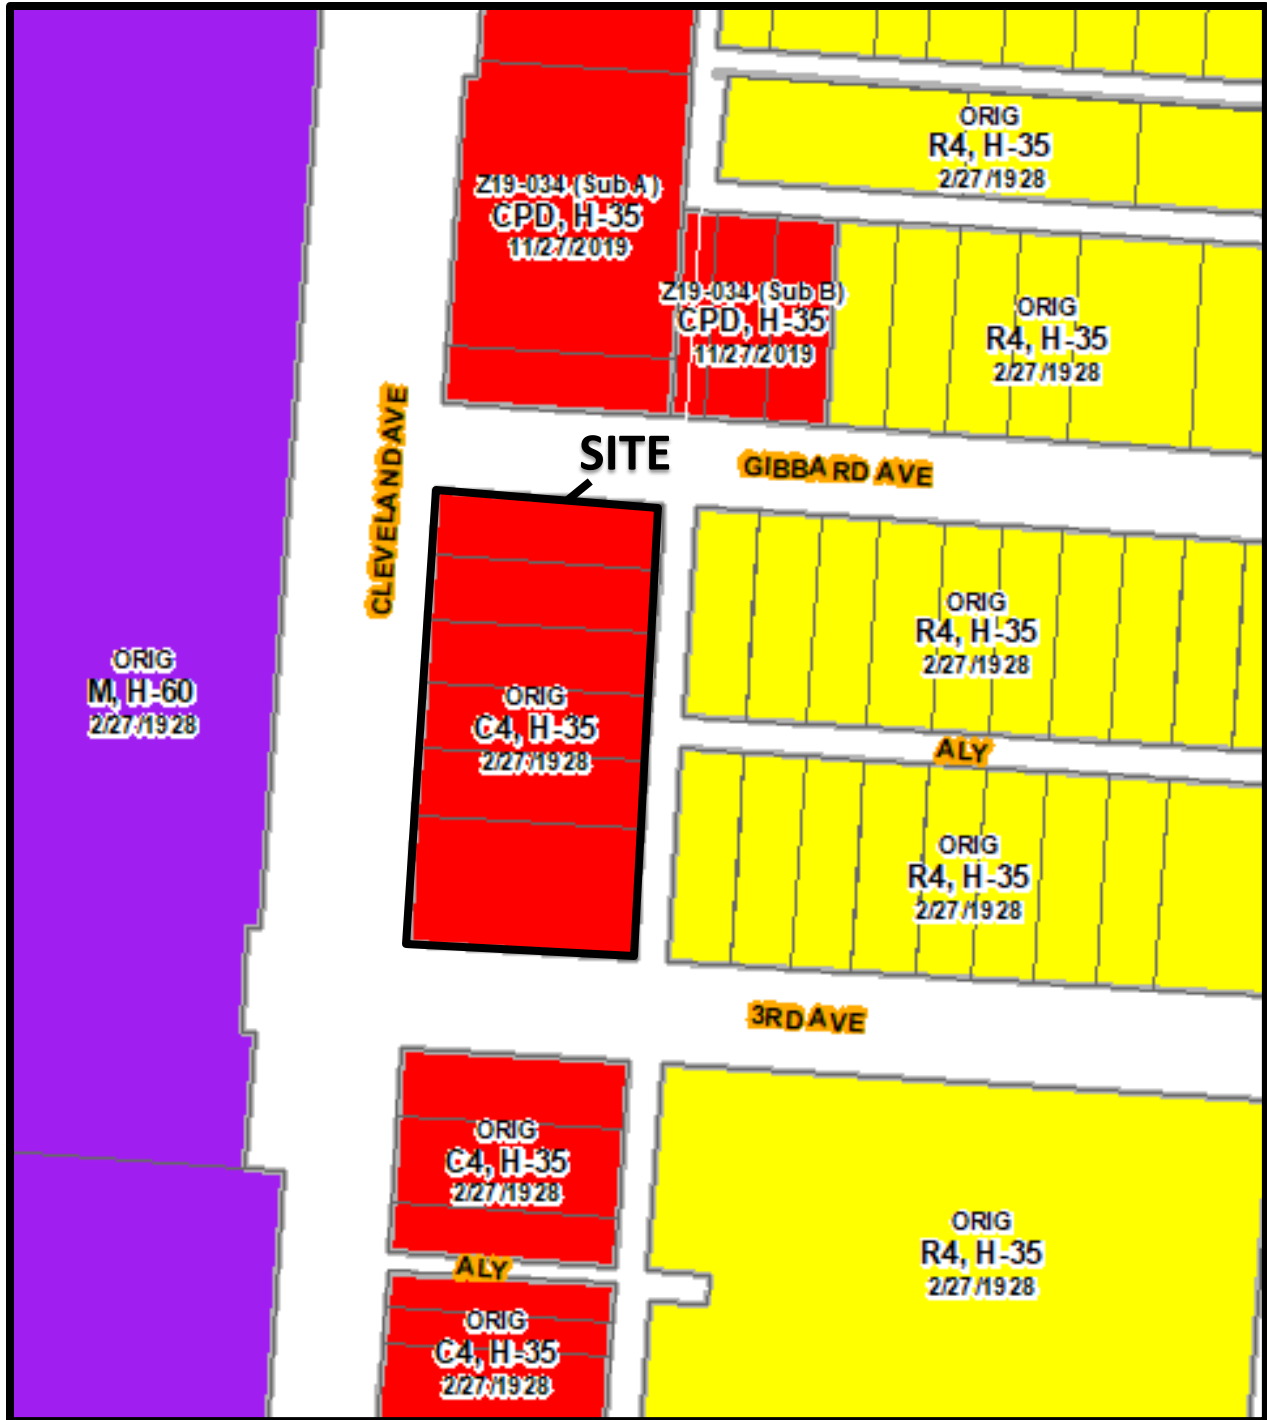 ORIG
R4, H-35
2/27/1928
Z19-034 (Sub A)
CPD, H-35
11/27/2019
Z19-034 (Sub B)
CPD, H-35
11/27/2019
ORIG
R4, H-35
2/27/1928
CLEVELAND AVE
SITE
GIBBARD AVE
ORIG
R4, H-35
2/27/1928
ORIG
M, H-60
2/27/1928
ORIG
C4, H-35
2/27/1928
ALY
ORIG
R4, H-35
2/27/1928
3RD AVE
ORIG
C4, H-35
2/27/1928
ORIG
R4, H-35
2/27/1928
ALY
ORIG
C4, H-35
2/27/1928